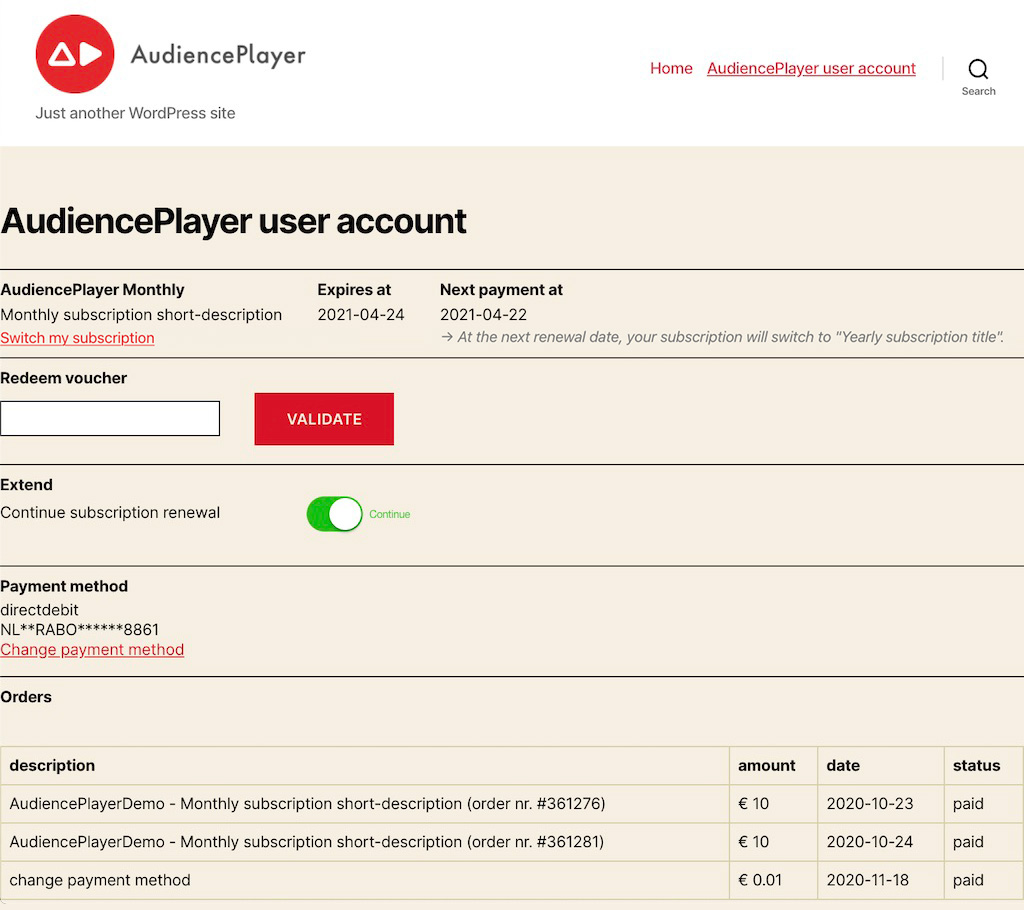 AudiencePlayer
Just another WordPress site
Home AudiencePlayer user account
Search
AudiencePlayer user account
AudiencePlayer Monthly Expires at Next payment at
Monthly subscription short-description 2021-04-24 2021-04-22
Switch my subscription → At the next renewal date, your subscription will switch to "Yearly subscription title".
Redeem voucher
VALIDATE
Extend
Continue subscription renewal Continue
Payment method
directdebit
NL**RABO******8861
Change payment method
Orders
description amount date status
AudiencePlayerDemo - Monthly subscription short-description (order nr. #361276) € 10 2020-10-23 paid
AudiencePlayerDemo - Monthly subscription short-description (order nr. #361281) € 10 2020-10-24 paid
change payment method € 0.01 2020-11-18 paid